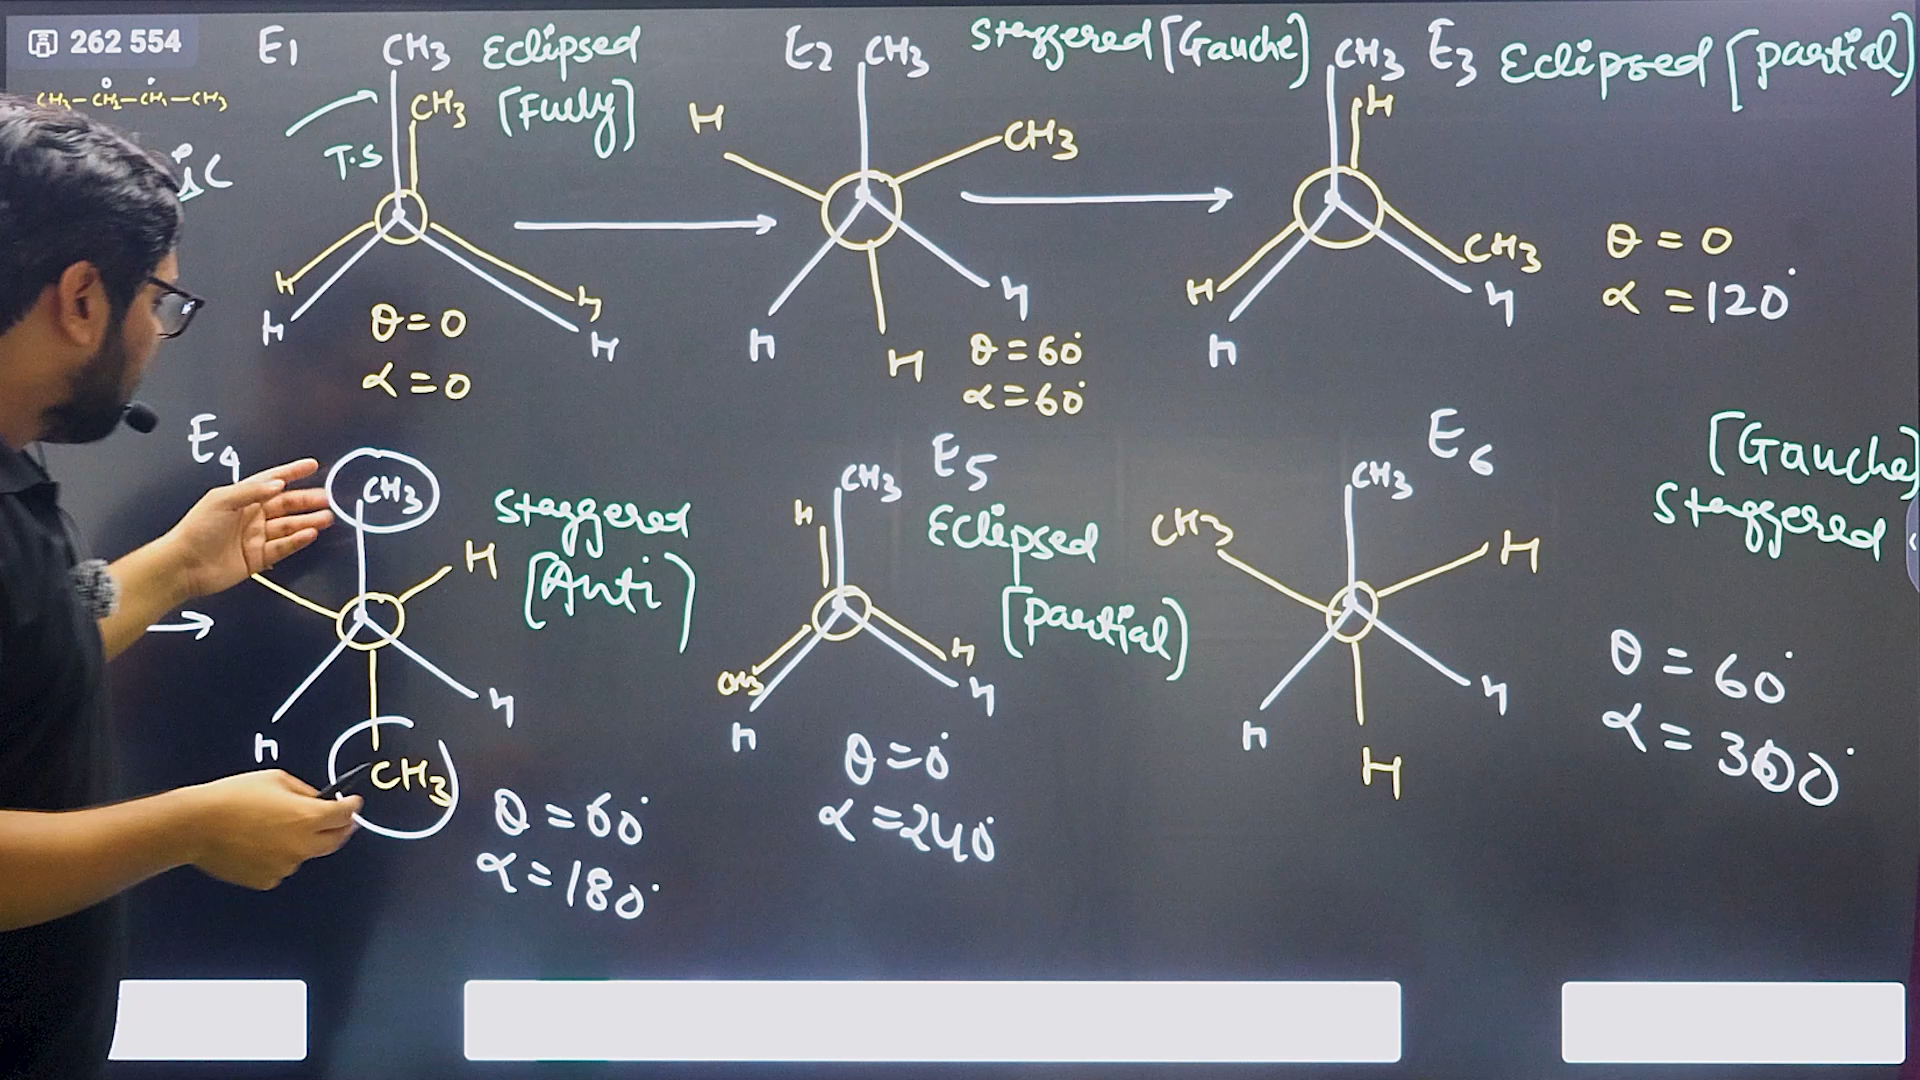 262 554
CH3-CH2-CH2-CH3
E1
CH3
Eclipsed
[Fully]
CH3
T.S
H
H
H
H
θ=0
α=0
E2
CH3
Staggered [Gauche]
H
CH3
H
H
H
θ=60°
α=60°
CH3
E3
Eclipsed [partial]
H
CH3
H
H
H
θ = 0
α = 120°
E4
CH3
Staggered
[Anti]
H
H
H
CH3
θ = 60°
α = 180°
E5
CH3
H
Eclipsed
[partial]
CH3
H
H
H
θ=0°
α=240°
E6
CH3
[Gauche]
Staggered
CH3
H
H
H
H
θ = 60°
α = 300°